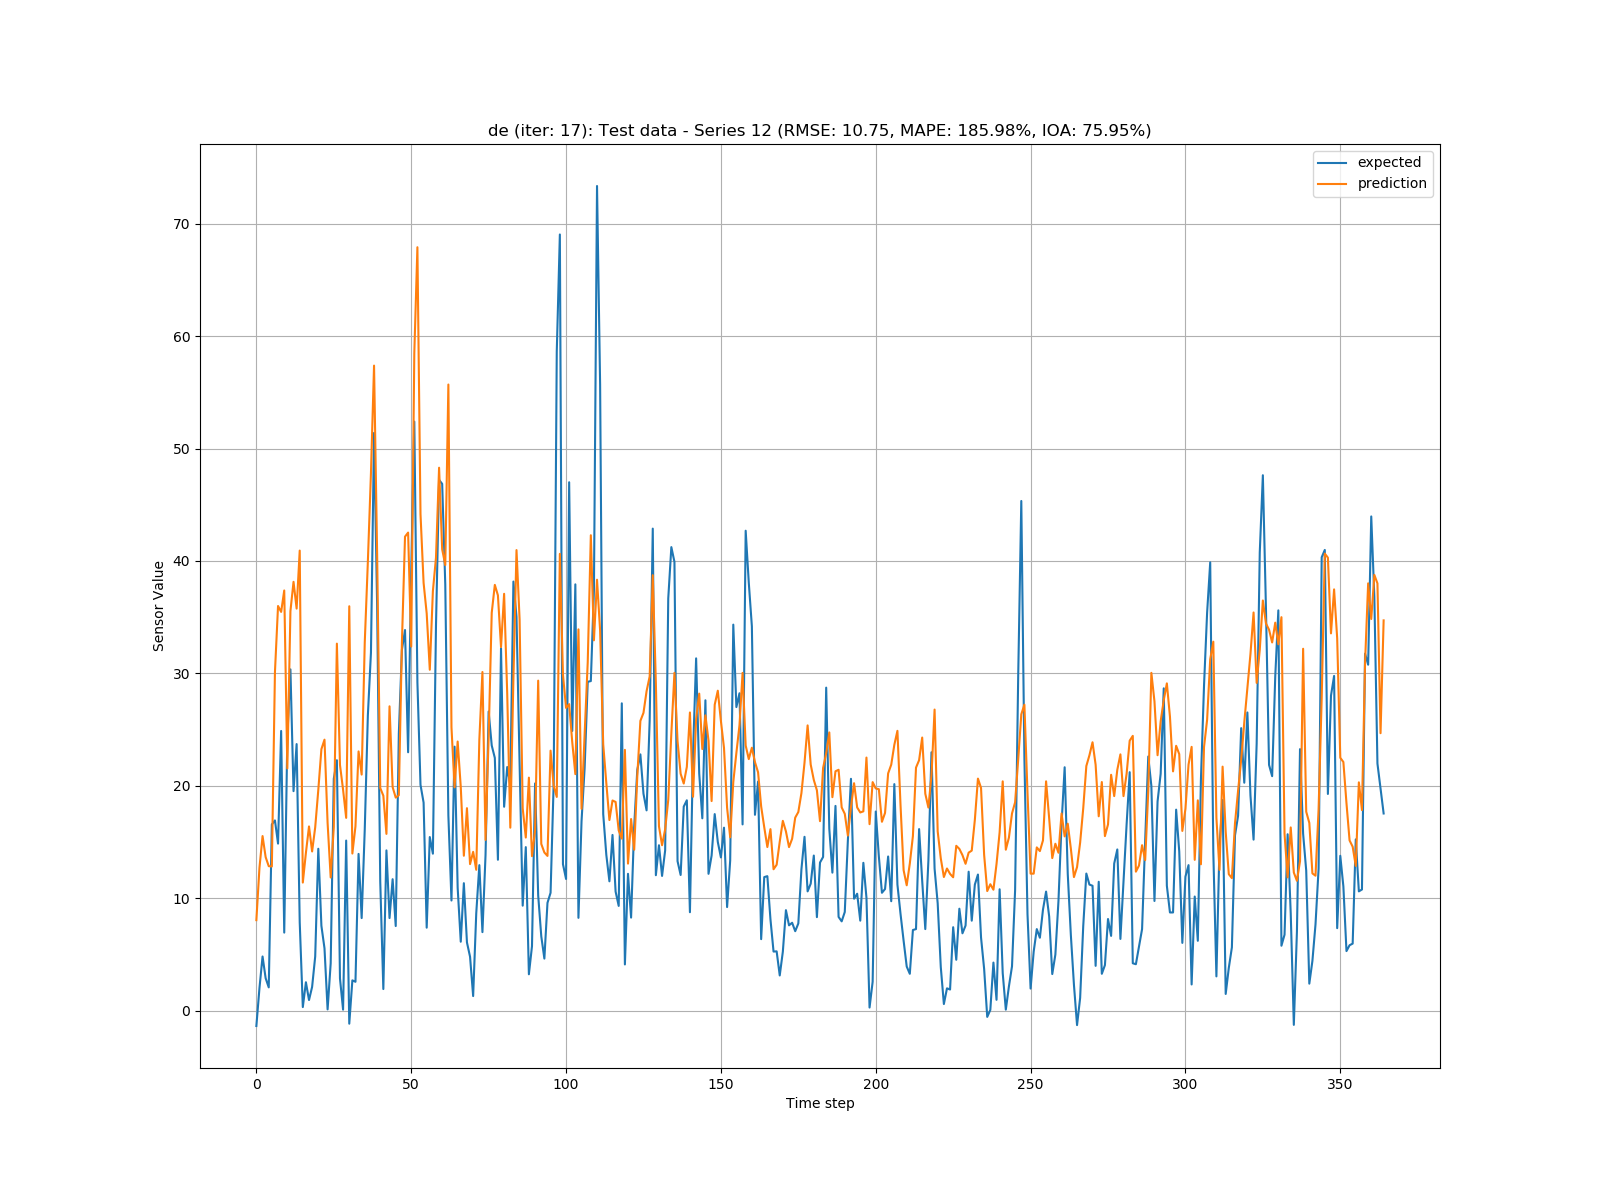 de (iter: 17): Test data - Series 12 (RMSE: 10.75, MAPE: 185.98%, IOA: 75.95%)
expected
prediction
70
60
50
40
30
20
10
0
Sensor Value
0 50 100 150 200 250 300 350
Time step